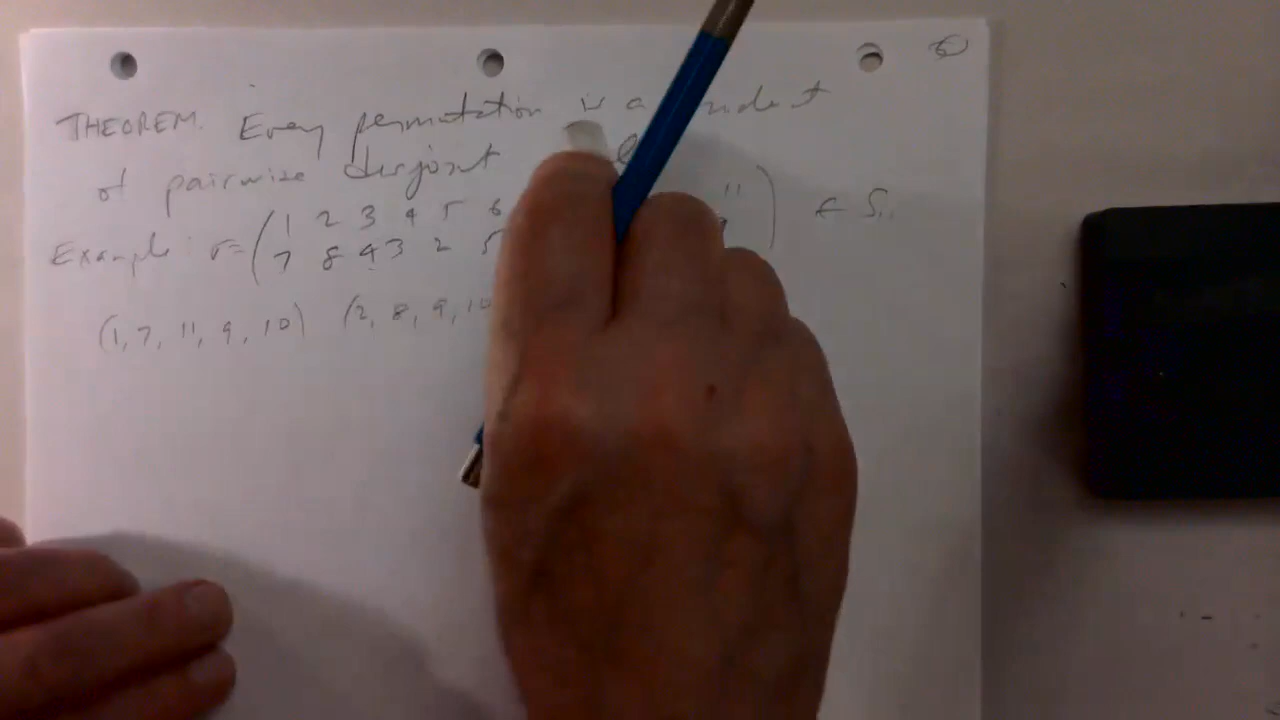 THEOREM. Every permutation is a
of pairwise disjoint
Example: σ = ( 1 2 3 4 5 6 11 ) ∈ S₁₁
7 8 4 3 2 5
(1, 7, 11, 9, 10) (2, 8, 9, 10